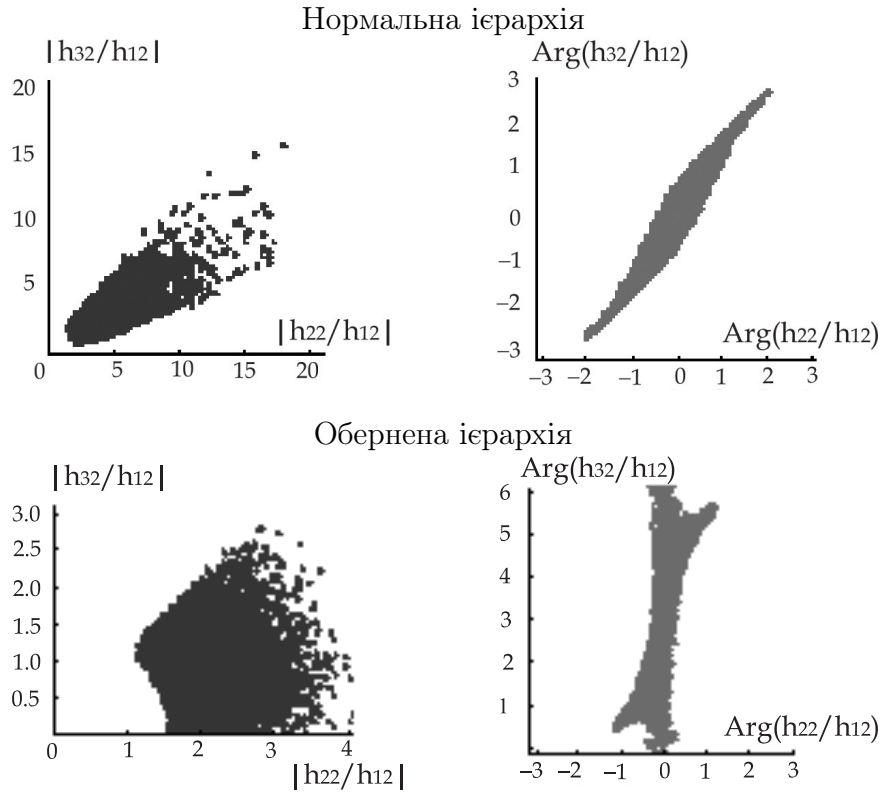 Нормальна ієрархія
|h32/h12|
20
15
10
5
0
5
10
15
20
|h22/h12|
Arg(h32/h12)
3
2
1
0
–1
–2
–3
–3 –2 –1 0 1 2 3
Arg(h22/h12)
Обернена ієрархія
|h32/h12|
3.0
2.5
2.0
1.5
1.0
0.5
0 1 2 3 4
|h22/h12|
Arg(h32/h12)
6
5
4
3
2
1
Arg(h22/h12)
–3 –2 –1 0 1 2 3